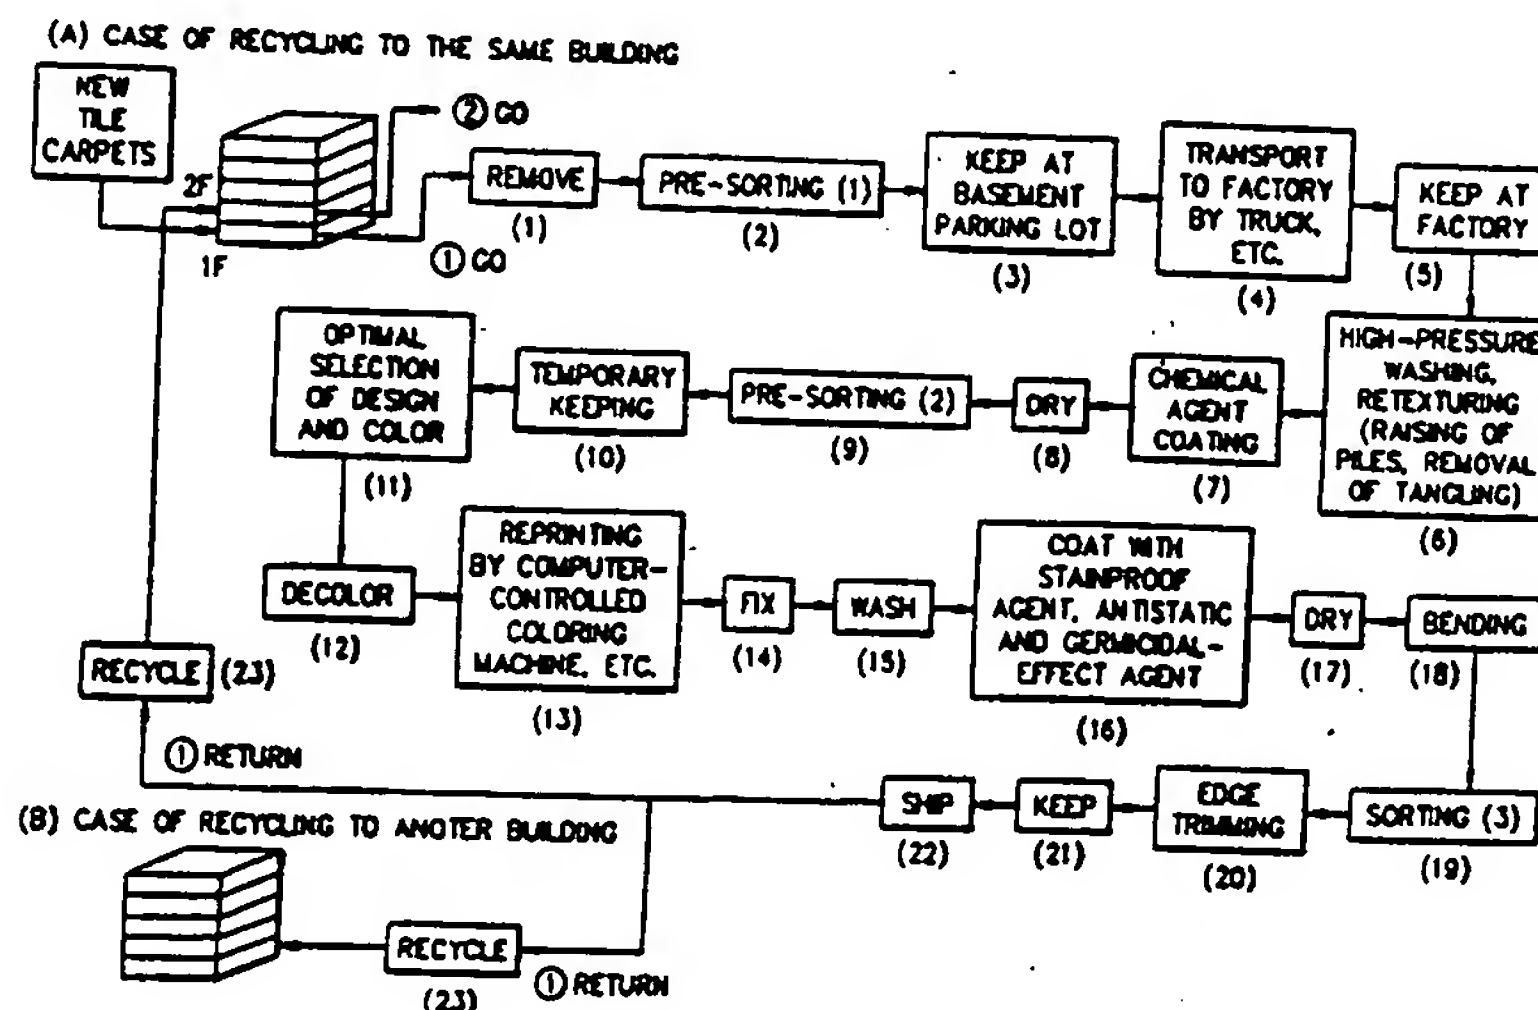 (A) CASE OF RECYCLING TO THE SAME BUILDING
NEW
TILE
CARPETS
2F
1F
② GO
① GO
REMOVE
(1)
PRE-SORTING (1)
(2)
KEEP AT
BASEMENT
PARKING LOT
(3)
TRANSPORT
TO FACTORY
BY TRUCK,
ETC.
(4)
KEEP AT
FACTORY
(5)
HIGH-PRESSURE
WASHING,
RETEXTURING
(RAISING OF
PILES, REMOVAL
OF TANGLING)
(6)
CHEMICAL
AGENT
COATING
(7)
DRY
(8)
PRE-SORTING (2)
(9)
TEMPORARY
KEEPING
(10)
OPTIMAL
SELECTION
OF DESIGN
AND COLOR
(11)
DECOLOR
(12)
REPRINTING
BY COMPUTER-
CONTROLLED
COLORING
MACHINE, ETC.
(13)
FIX
(14)
WASH
(15)
COAT WITH
STAINPROOF
AGENT, ANTISTATIC
AND GERMICIDAL-
EFFECT AGENT
(16)
DRY
(17)
BENDING
(18)
SORTING (3)
(19)
EDGE
TRIMMING
(20)
KEEP
(21)
SHIP
(22)
RECYCLE (23)
① RETURN
(B) CASE OF RECYCLING TO ANOTER BUILDING
RECYCLE
(23)
① RETURN